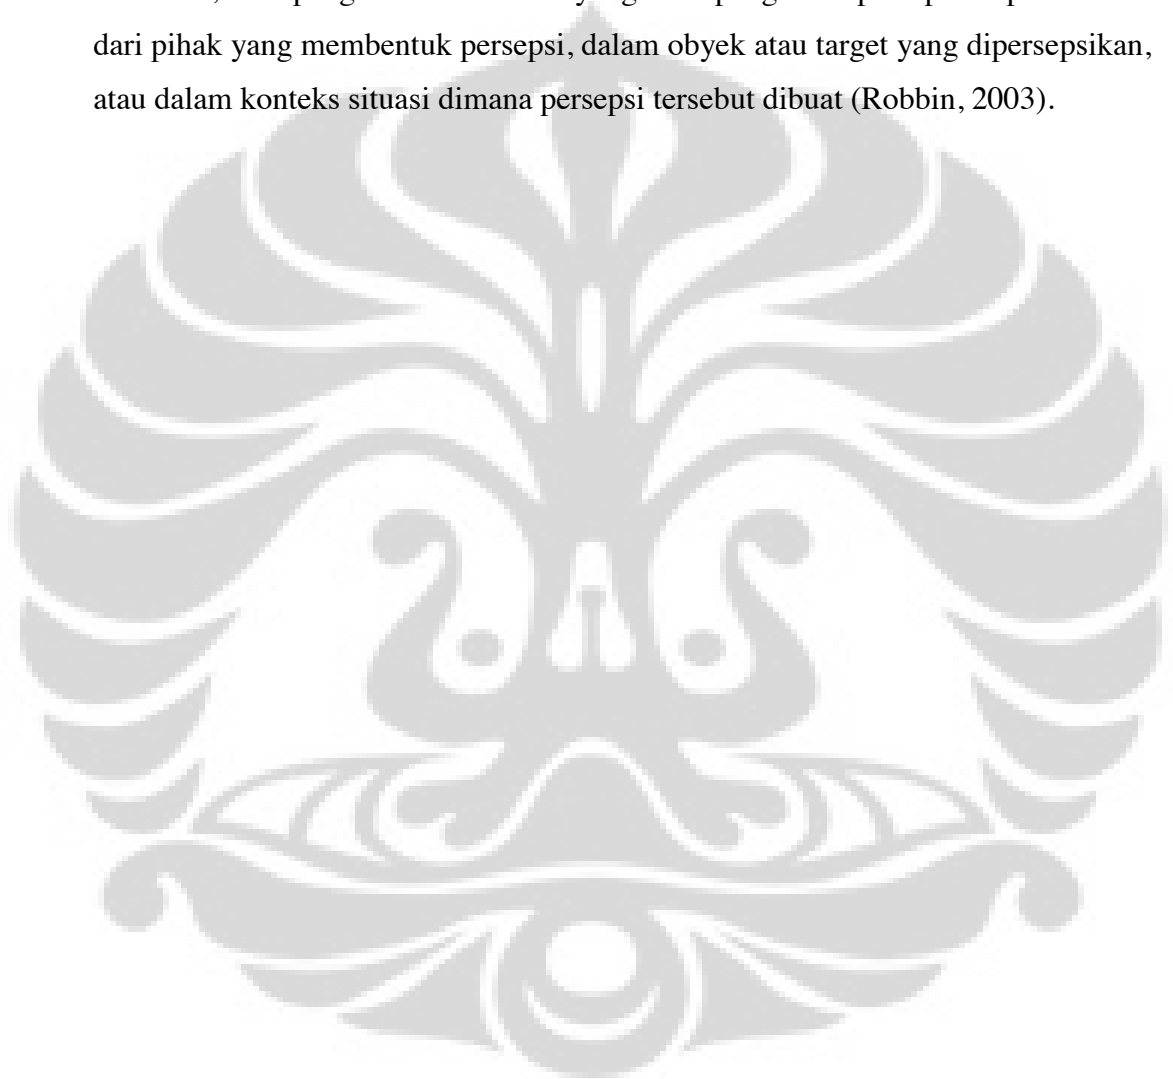 dari pihak yang membentuk persepsi, dalam obyek atau target yang dipersepsikan,
atau dalam konteks situasi dimana persepsi tersebut dibuat (Robbin, 2003).